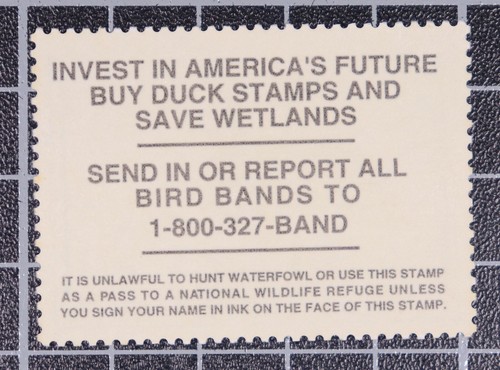 INVEST IN AMERICA'S FUTURE
BUY DUCK STAMPS AND
SAVE WETLANDS
SEND IN OR REPORT ALL
BIRD BANDS TO
1-800-327-BAND
IT IS UNLAWFUL TO HUNT WATERFOWL OR USE THIS STAMP
AS A PASS TO A NATIONAL WILDLIFE REFUGE UNLESS
YOU SIGN YOUR NAME IN INK ON THE FACE OF THIS STAMP.